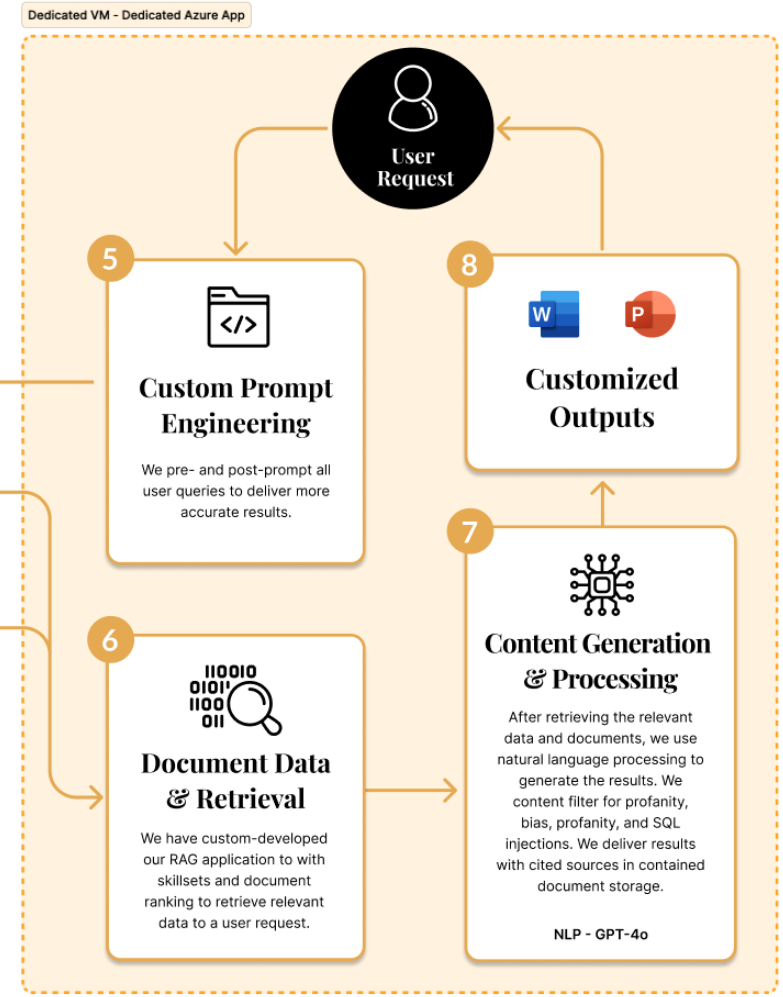 Dedicated VM - Dedicated Azure App
User
Request
5
</>
Custom Prompt
Engineering
We pre- and post-prompt all
user queries to deliver more
accurate results.
6
110010
0101
1100
011
Document Data
& Retrieval
We have custom-developed
our RAG application to with
skillsets and document
ranking to retrieve relevant
data to a user request.
7
Content Generation
& Processing
After retrieving the relevant
data and documents, we use
natural language processing to
generate the results. We
content filter for profanity,
bias, profanity, and SQL
injections. We deliver results
with cited sources in contained
document storage.
NLP - GPT-4o
8
W
P
Customized
Outputs